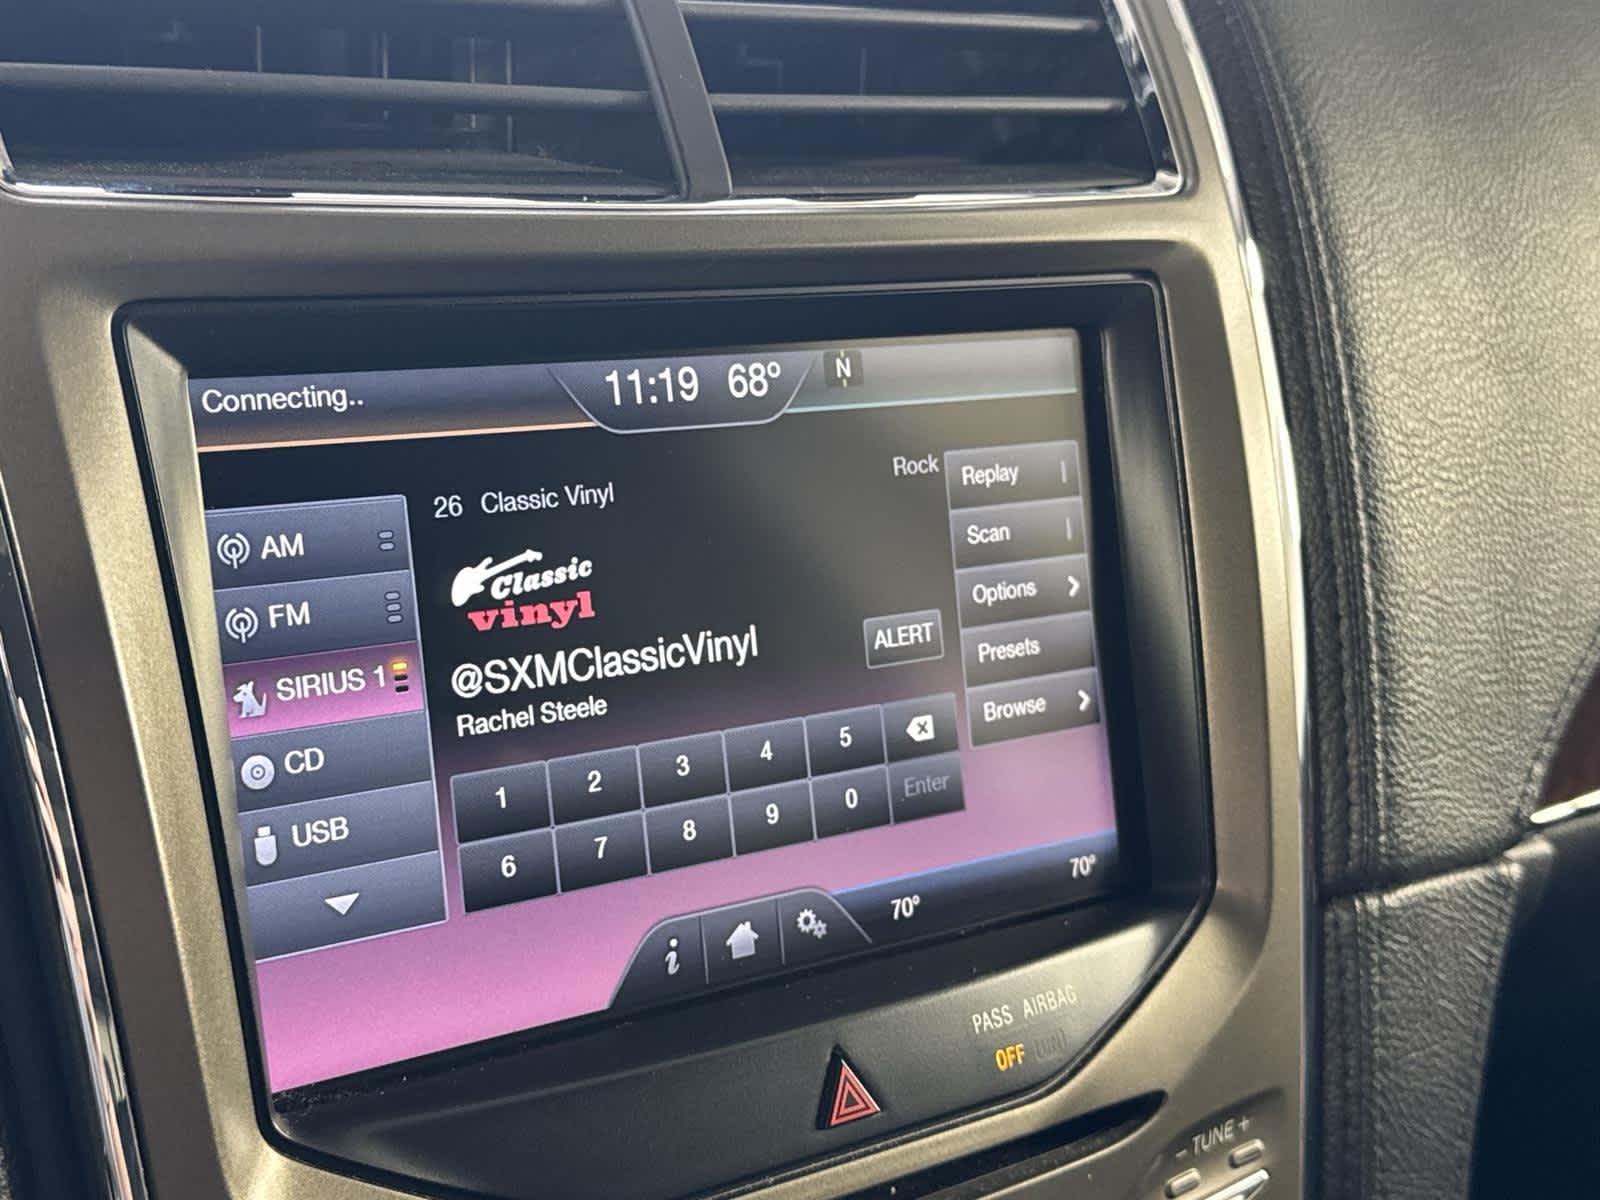 Connecting..
11:19 68°
N
26 Classic Vinyl
Rock
Classic
vinyl
@SXMClassicVinyl
Rachel Steele
ALERT
AM
FM
SIRIUS 1
CD
USB
Replay
Scan
Options
Presets
Browse
1 2 3 4 5
6 7 8 9 0 Enter
i
70°
70°
PASS AIRBAG
OFF
- TUNE +